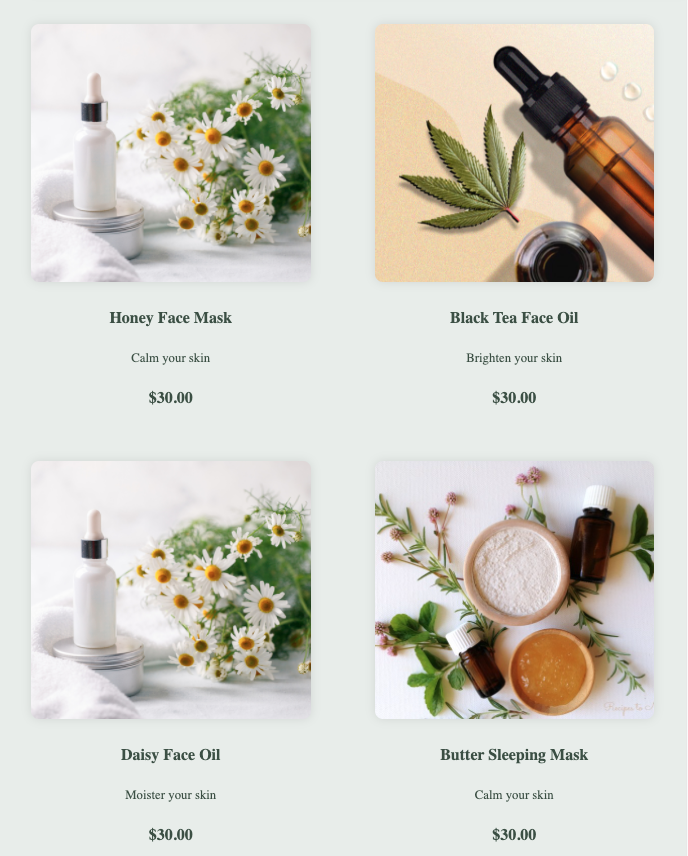 Honey Face Mask
Black Tea Face Oil
Calm your skin
Brighten your skin
$30.00
$30.00
Daisy Face Oil
Butter Sleeping Mask
Moister your skin
Calm your skin
$30.00
$30.00